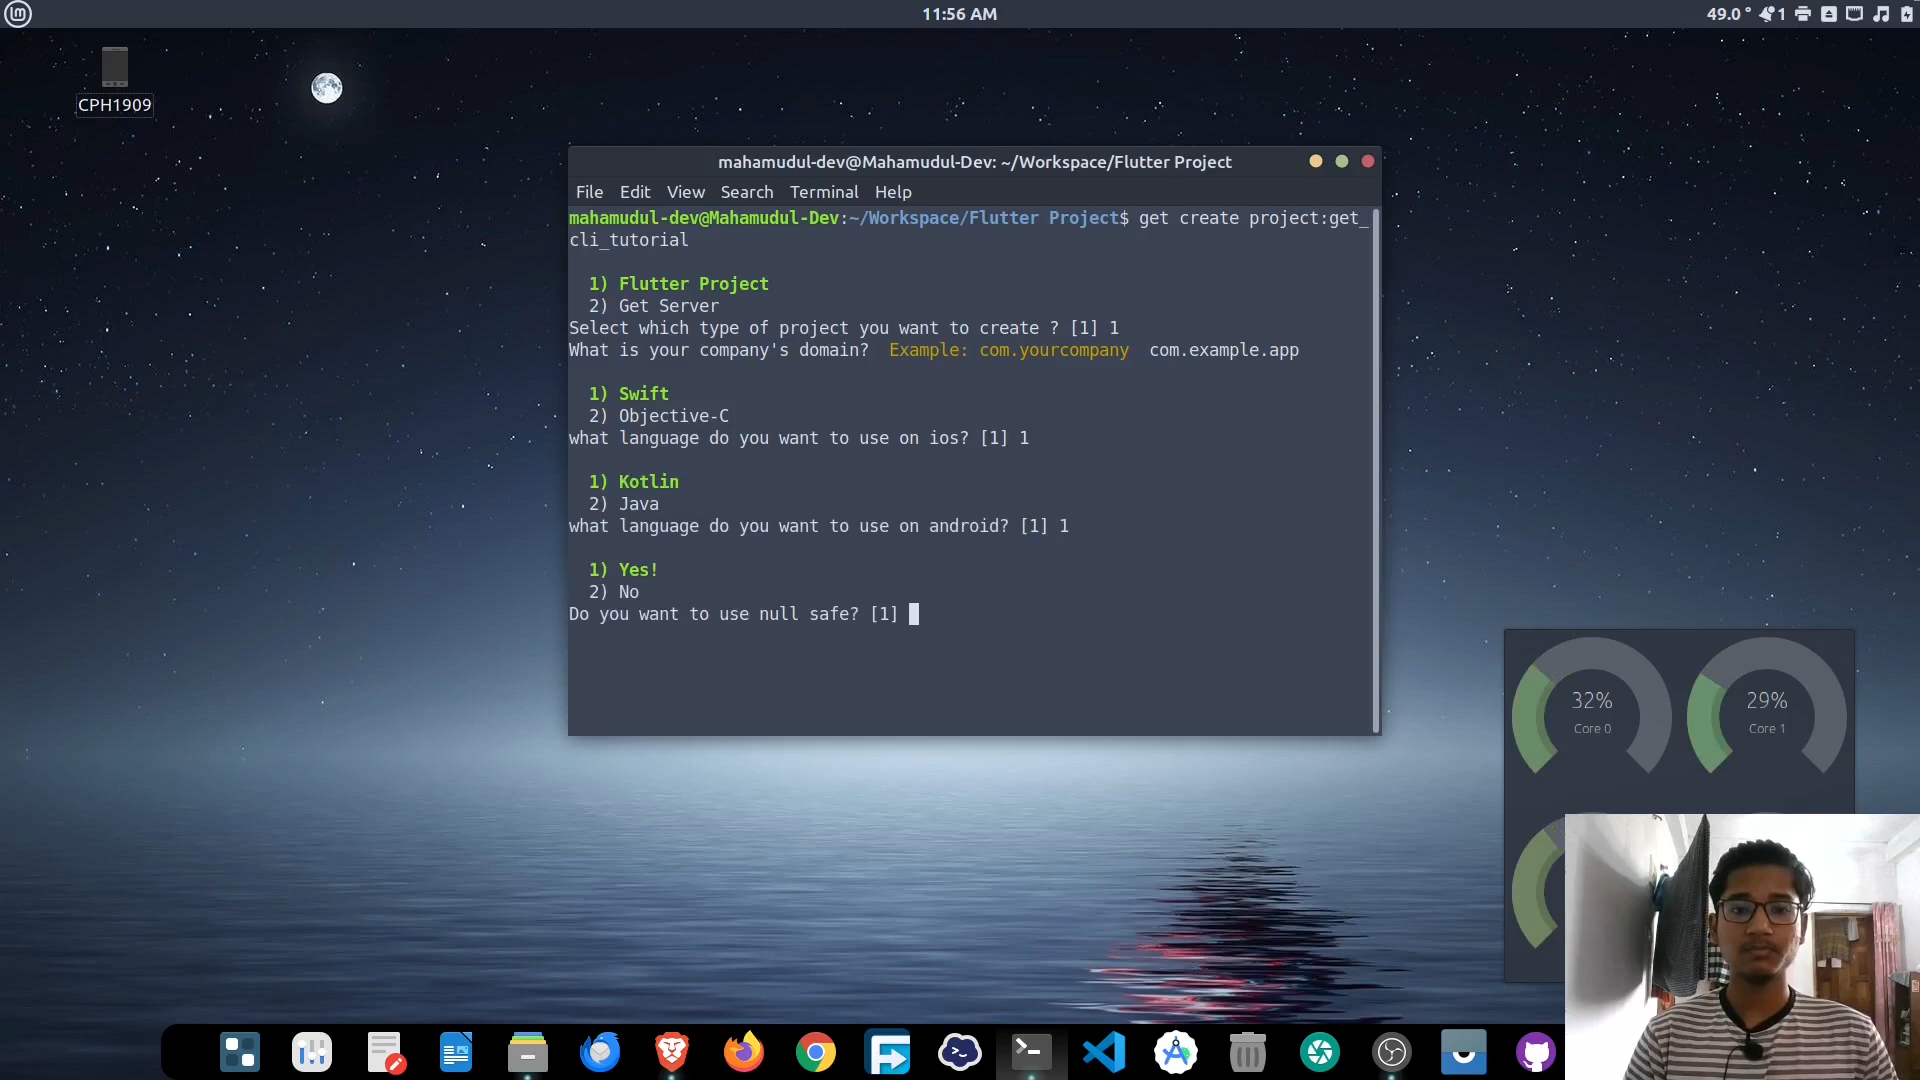 11:56 AM
49.0 °
1
CPH1909
mahamudul-dev@Mahamudul-Dev: ~/Workspace/Flutter Project
File Edit View Search Terminal Help
mahamudul-dev@Mahamudul-Dev:~/Workspace/Flutter Project$ get create project:get_
cli_tutorial
1) Flutter Project
2) Get Server
Select which type of project you want to create ? [1] 1
What is your company's domain?  Example: com.yourcompany  com.example.app
1) Swift
2) Objective-C
what language do you want to use on ios? [1] 1
1) Kotlin
2) Java
what language do you want to use on android? [1] 1
1) Yes!
2) No
Do you want to use null safe? [1]
32%
Core 0
29%
Core 1